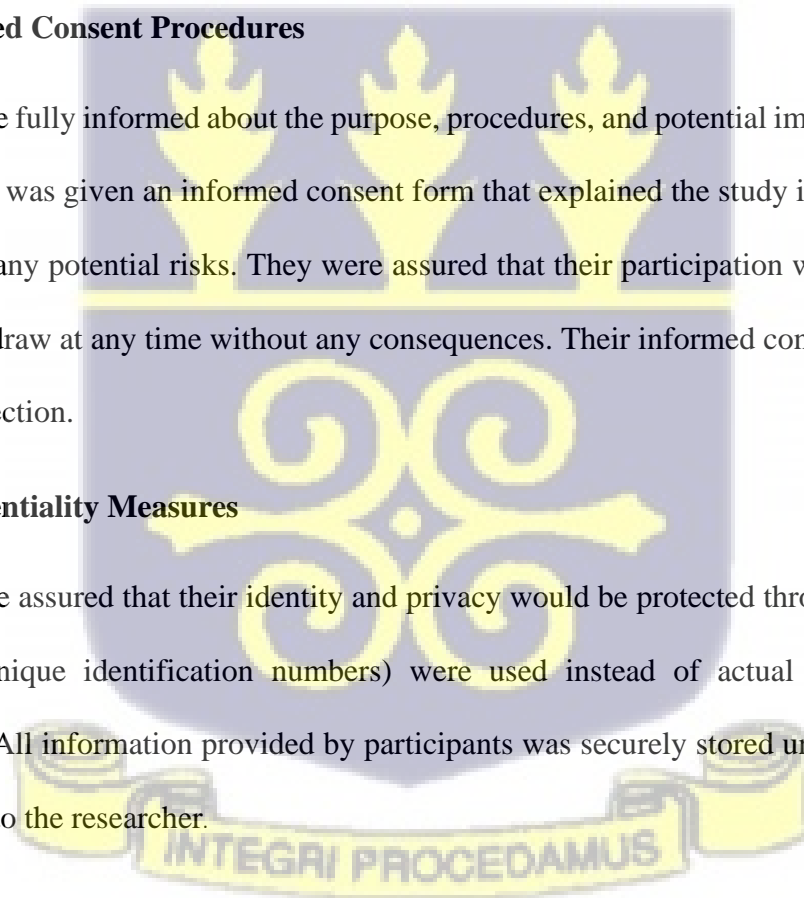 ed Consent Procedures
e fully informed about the purpose, procedures, and potential im
was given an informed consent form that explained the study i
any potential risks. They were assured that their participation w
draw at any time without any consequences. Their informed con
ection.
entiality Measures
e assured that their identity and privacy would be protected thro
nique identification numbers) were used instead of actual
All information provided by participants was securely stored un
o the researcher.
INTEGRI PROCEDAMUS